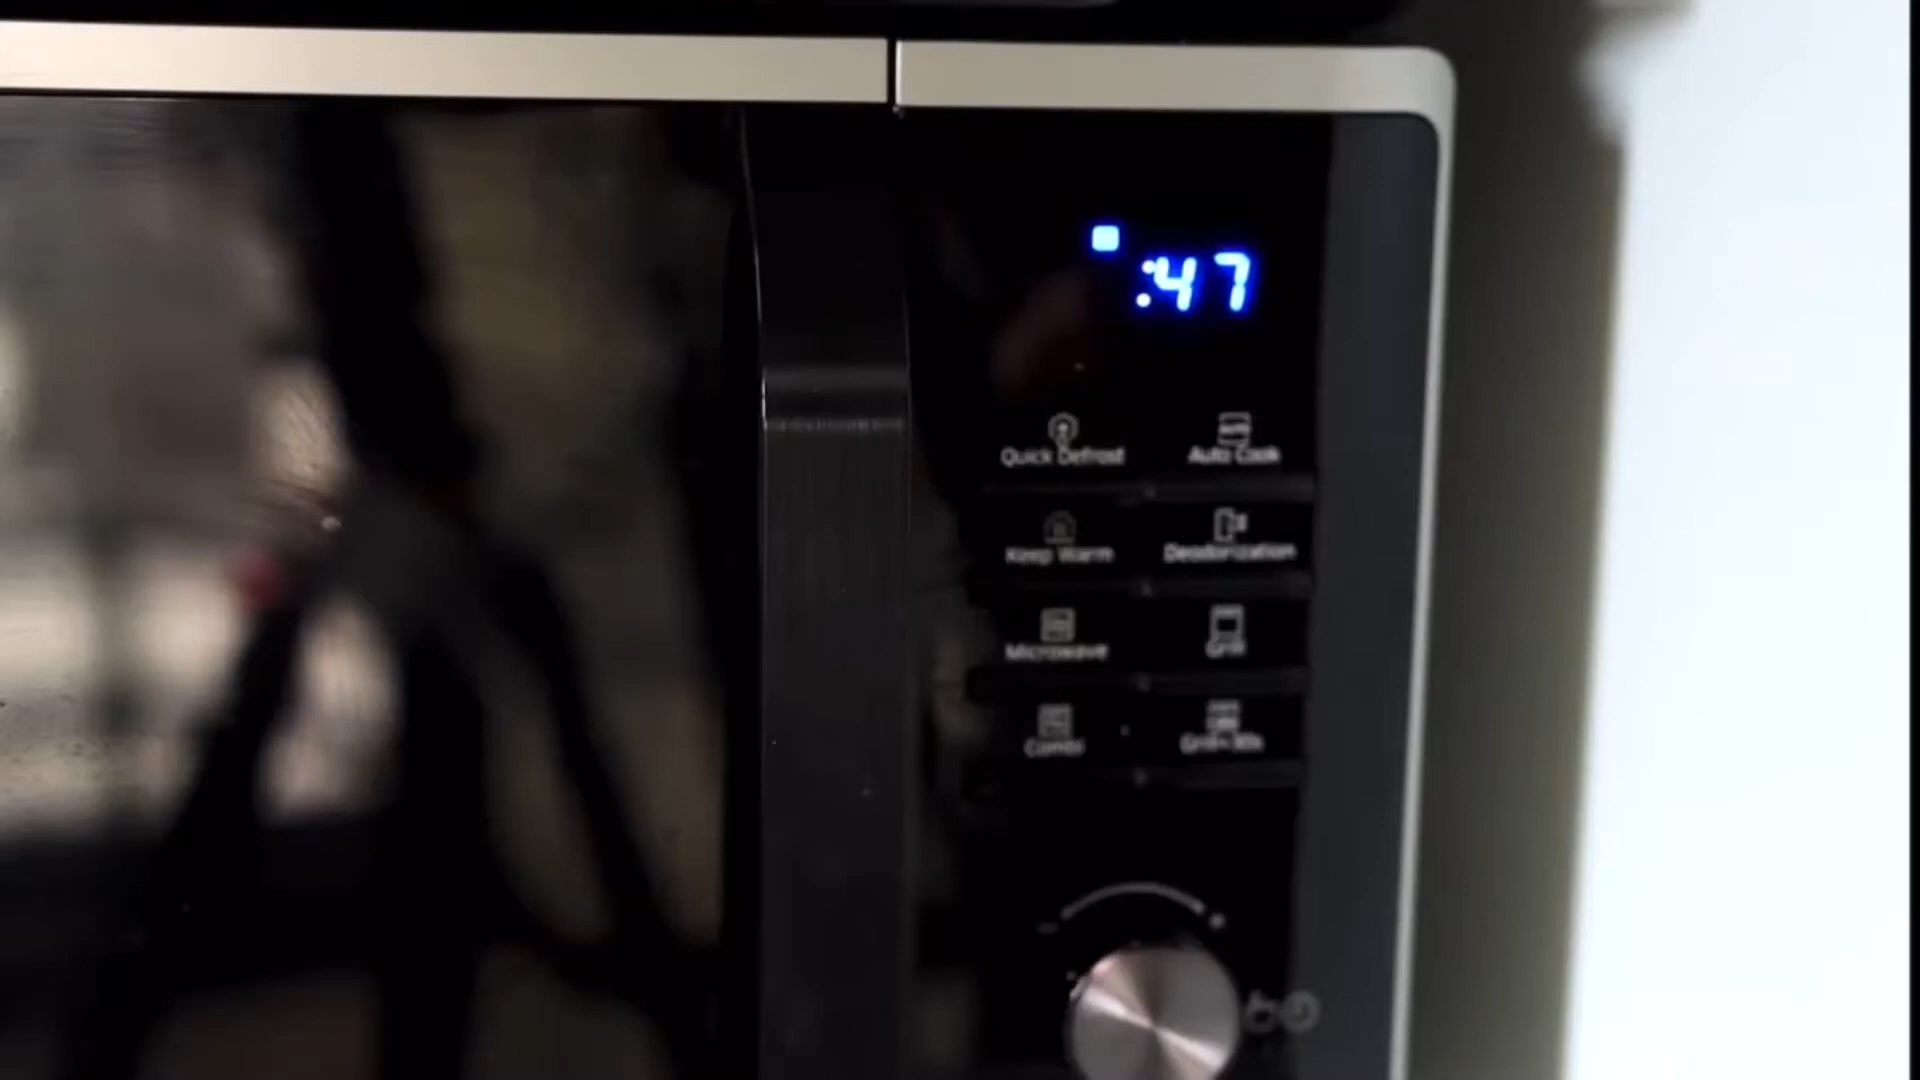 :47
Quick Defrost
Auto Cook
Keep Warm
Deodorization
Microwave
Grill
Combi